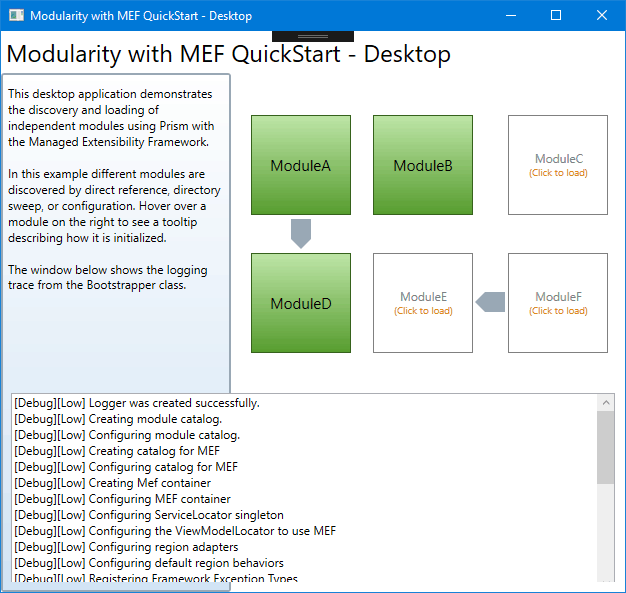 Modularity with MEF QuickStart - Desktop
Modularity with MEF QuickStart - Desktop
This desktop application demonstrates
the discovery and loading of
independent modules using Prism with
the Managed Extensibility Framework.
In this example different modules are
discovered by direct reference, directory
sweep, or configuration. Hover over a
module on the right to see a tooltip
describing how it is initialized.
The window below shows the logging
trace from the Bootstrapper class.
ModuleA
ModuleB
ModuleC
(Click to load)
ModuleD
ModuleE
(Click to load)
ModuleF
(Click to load)
[Debug][Low] Logger was created successfully.
[Debug][Low] Creating module catalog.
[Debug][Low] Configuring module catalog.
[Debug][Low] Creating catalog for MEF
[Debug][Low] Configuring catalog for MEF
[Debug][Low] Creating Mef container
[Debug][Low] Configuring MEF container
[Debug][Low] Configuring ServiceLocator singleton
[Debug][Low] Configuring the ViewModelLocator to use MEF
[Debug][Low] Configuring region adapters
[Debug][Low] Configuring default region behaviors
[Debug][Low] Registering Framework Exception Types